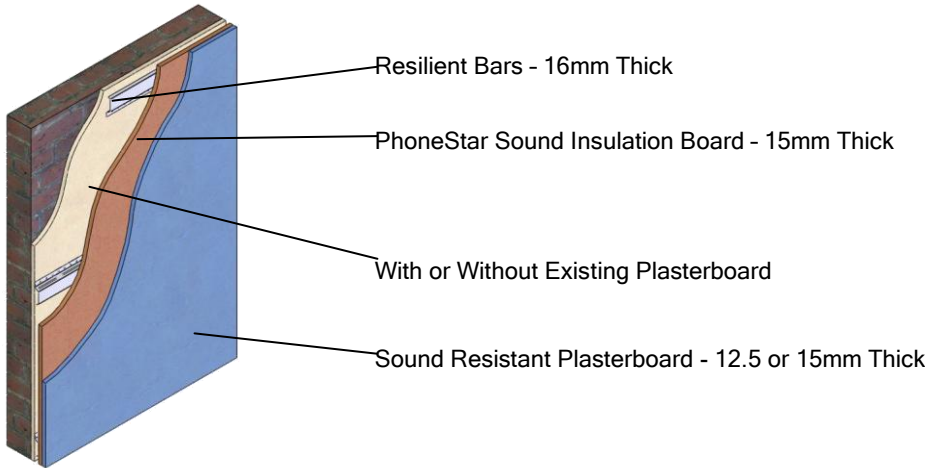 Resilient Bars – 16mm Thick
PhoneStar Sound Insulation Board – 15mm Thick
With or Without Existing Plasterboard
Sound Resistant Plasterboard - 12.5 or 15mm Thick